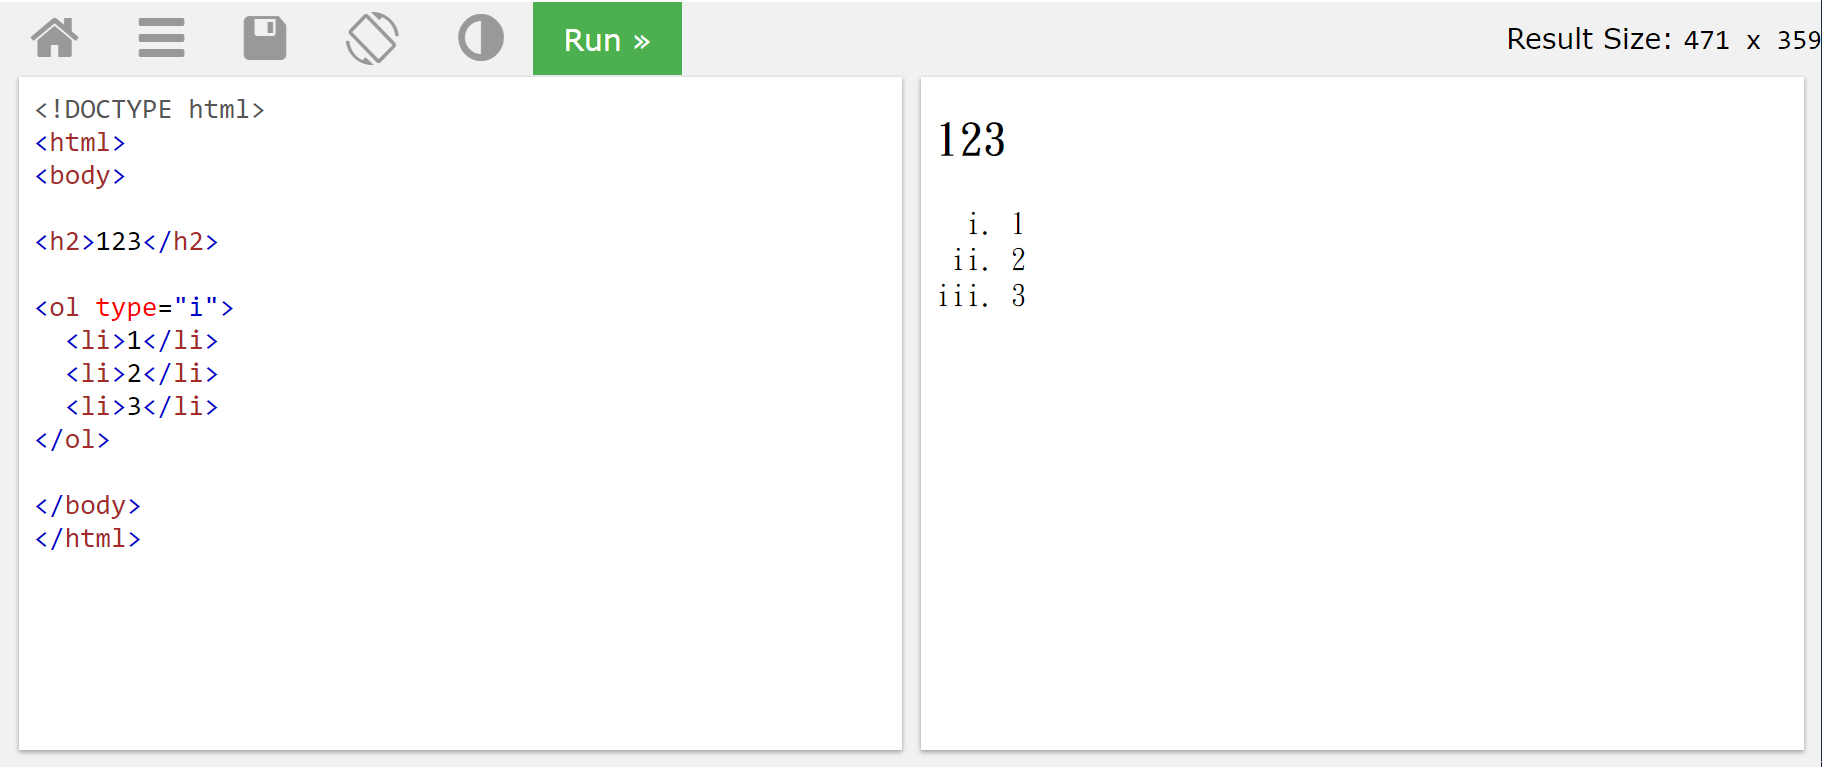 Run »
Result Size: 471 x 359
<!DOCTYPE html>
<html>
<body>
<h2>123</h2>
<ol type="i">
  <li>1</li>
  <li>2</li>
  <li>3</li>
</ol>
</body>
</html>
123
i. 1
ii. 2
iii. 3